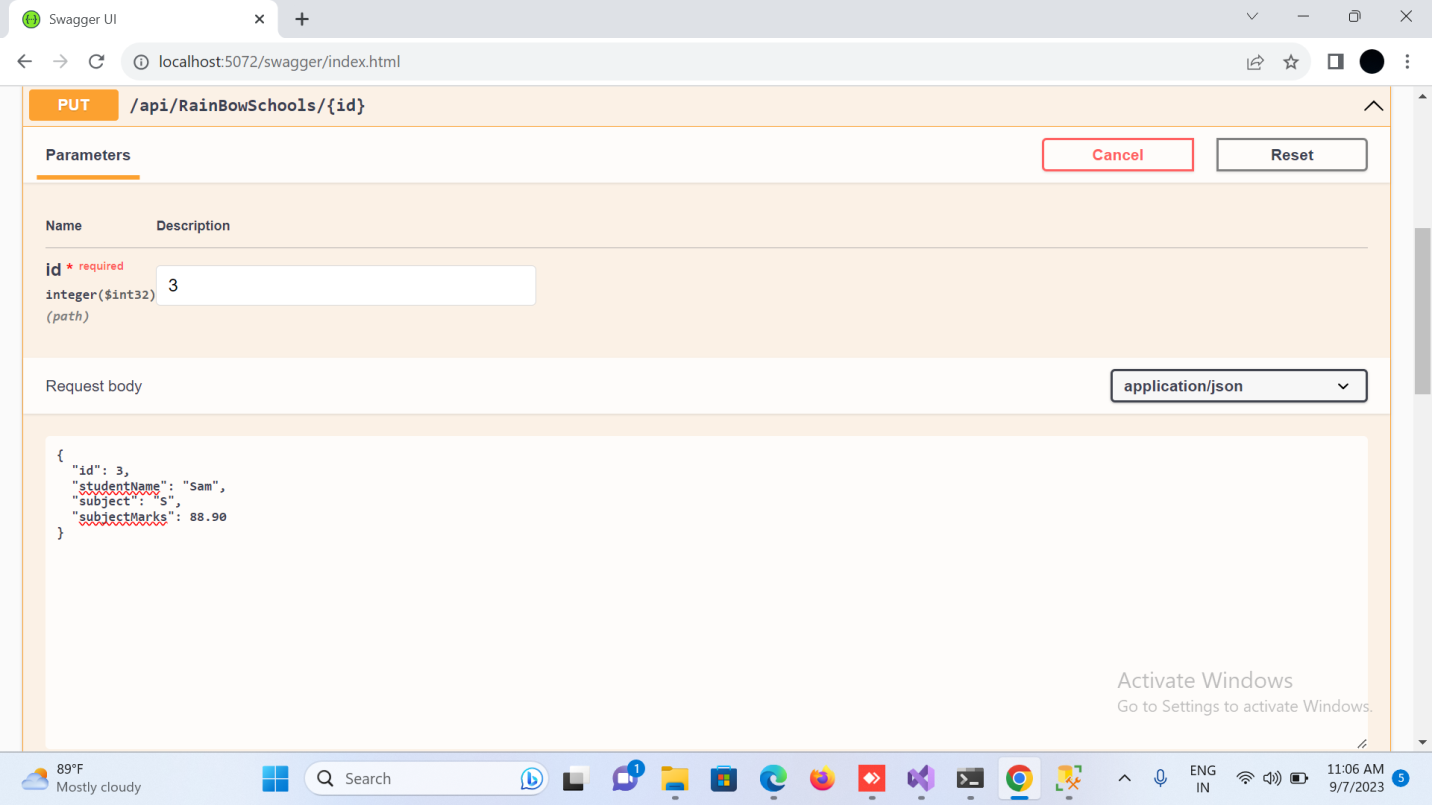 Swagger UI
localhost:5072/swagger/index.html
PUT /api/RainBowSchools/{id}
Parameters
Cancel
Reset
Name Description
id * required
integer($int32)
(path)
3
Request body
application/json
{
"id": 3,
"studentName": "Sam",
"subject": "S",
"subjectMarks": 88.90
}
Activate Windows
Go to Settings to activate Windows.
89°F
Mostly cloudy
Search
1
ENG
IN
11:06 AM
9/7/2023
5